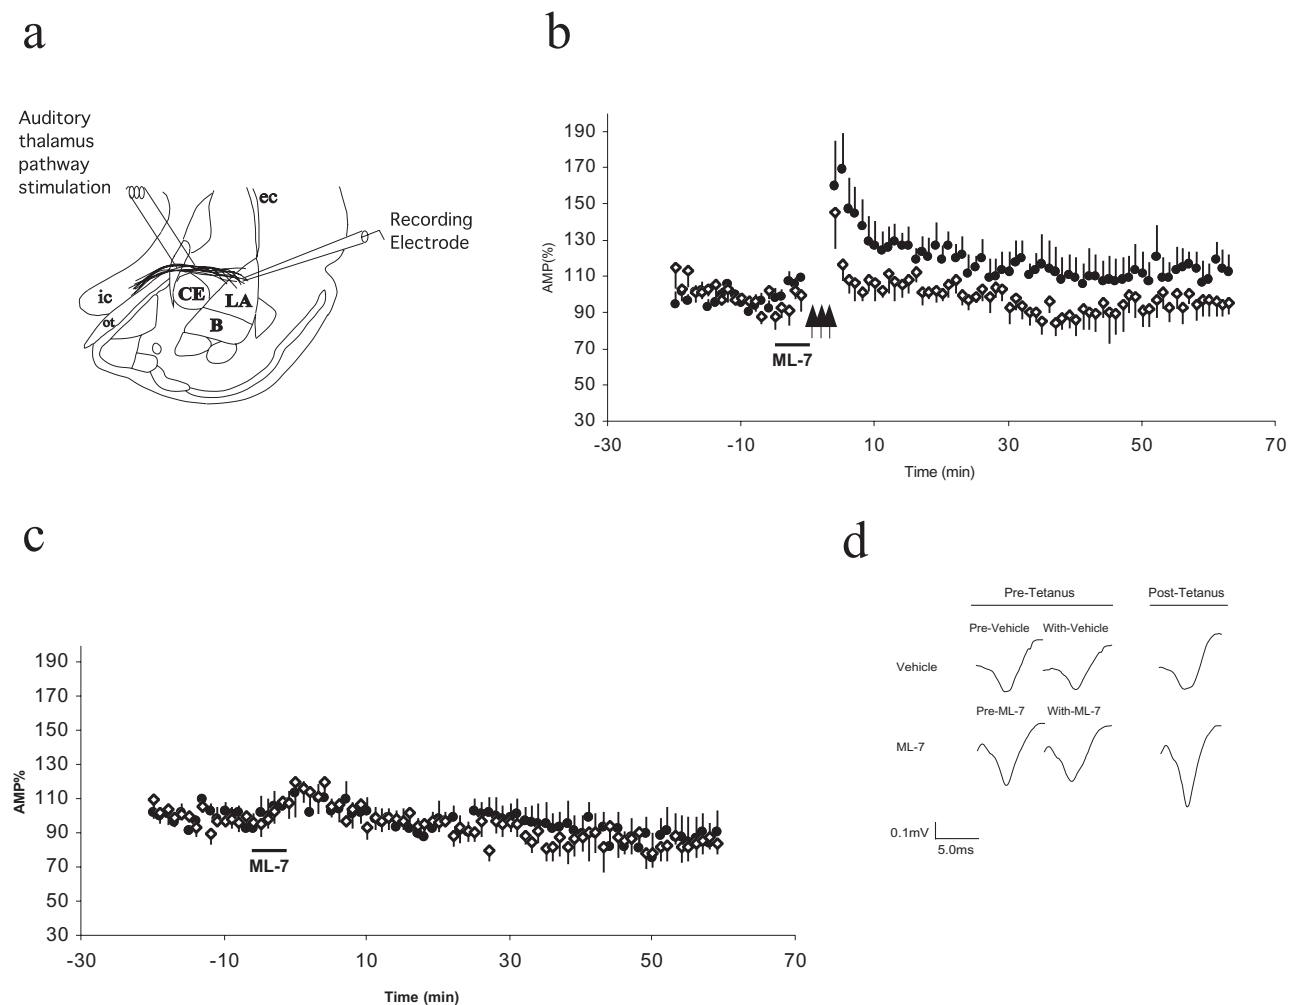 a
Auditory
thalamus
pathway
stimulation
ec
Recording
Electrode
ic
CE
LA
ot
B
b
AMP(%)
190
170
150
130
110
90
70
50
30
ML-7
-30
-10
10
30
50
70
Time (min)
c
AMP%
190
170
150
130
110
90
70
50
30
ML-7
-30
-10
10
30
50
70
Time (min)
d
Pre-Tetanus
Post-Tetanus
Pre-Vehicle With-Vehicle
Vehicle
Pre-ML-7 With-ML-7
ML-7
0.1mV
5.0ms